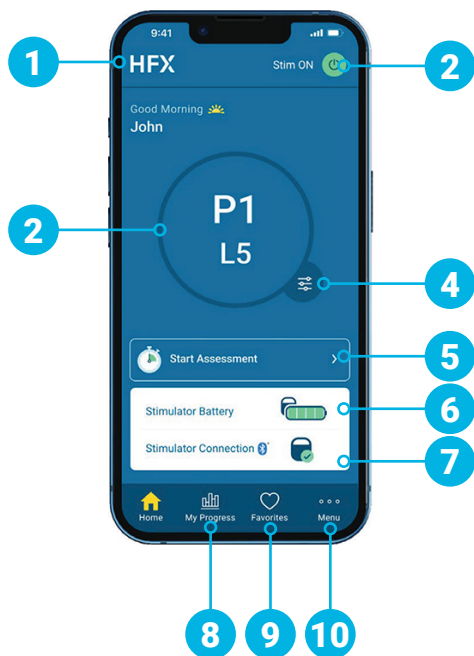 9:41
1
HFX
Stim ON
2
Good Morning
John
2
P1
L5
4
Start Assessment
5
Stimulator Battery
6
Stimulator Connection
7
Home
My Progress
Favorites
Menu
8
9
10